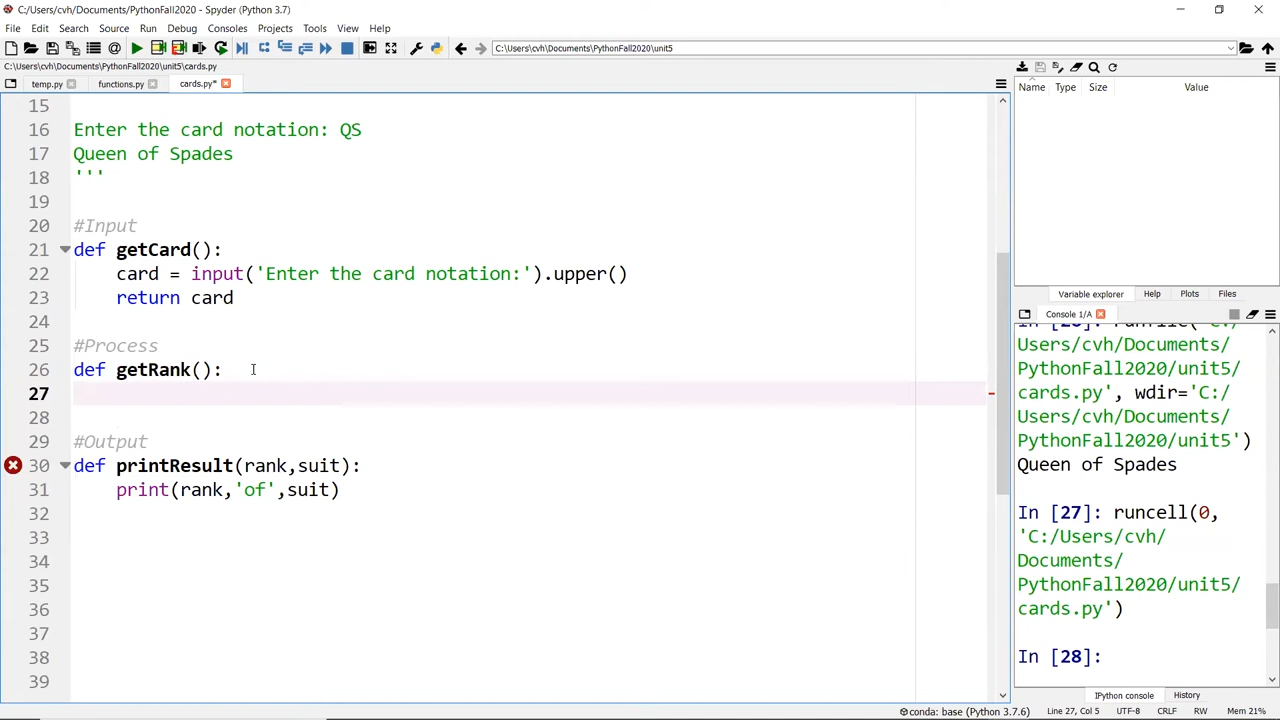 C:/Users/cvh/Documents/PythonFall2020 - Spyder (Python 3.7)
File Edit Search Source Run Debug Consoles Projects Tools View Help
C:\Users\cvh\Documents\PythonFall2020\unit5
C:\Users\cvh\Documents\PythonFall2020\unit5\cards.py
temp.py functions.py cards.py*
15
16 Enter the card notation: QS
17 Queen of Spades
18 '''
19
20 #Input
21 def getCard():
22 card = input('Enter the card notation:').upper()
23 return card
24
25 #Process
26 def getRank():
27
28
29 #Output
30 def printResult(rank,suit):
31 print(rank,'of',suit)
32
33
34
35
36
37
38
39
Name Type Size Value
Variable explorer Help Plots Files
Console 1/A
Users/cvh/Documents/
PythonFall2020/unit5/
cards.py', wdir='C:/
Users/cvh/Documents/
PythonFall2020/unit5')
Queen of Spades
In [27]: runcell(0,
'C:/Users/cvh/
Documents/
PythonFall2020/unit5/
cards.py')
In [28]:
IPython console History
conda: base (Python 3.7.6) Line 27, Col 5 UTF-8 CRLF RW Mem 21%